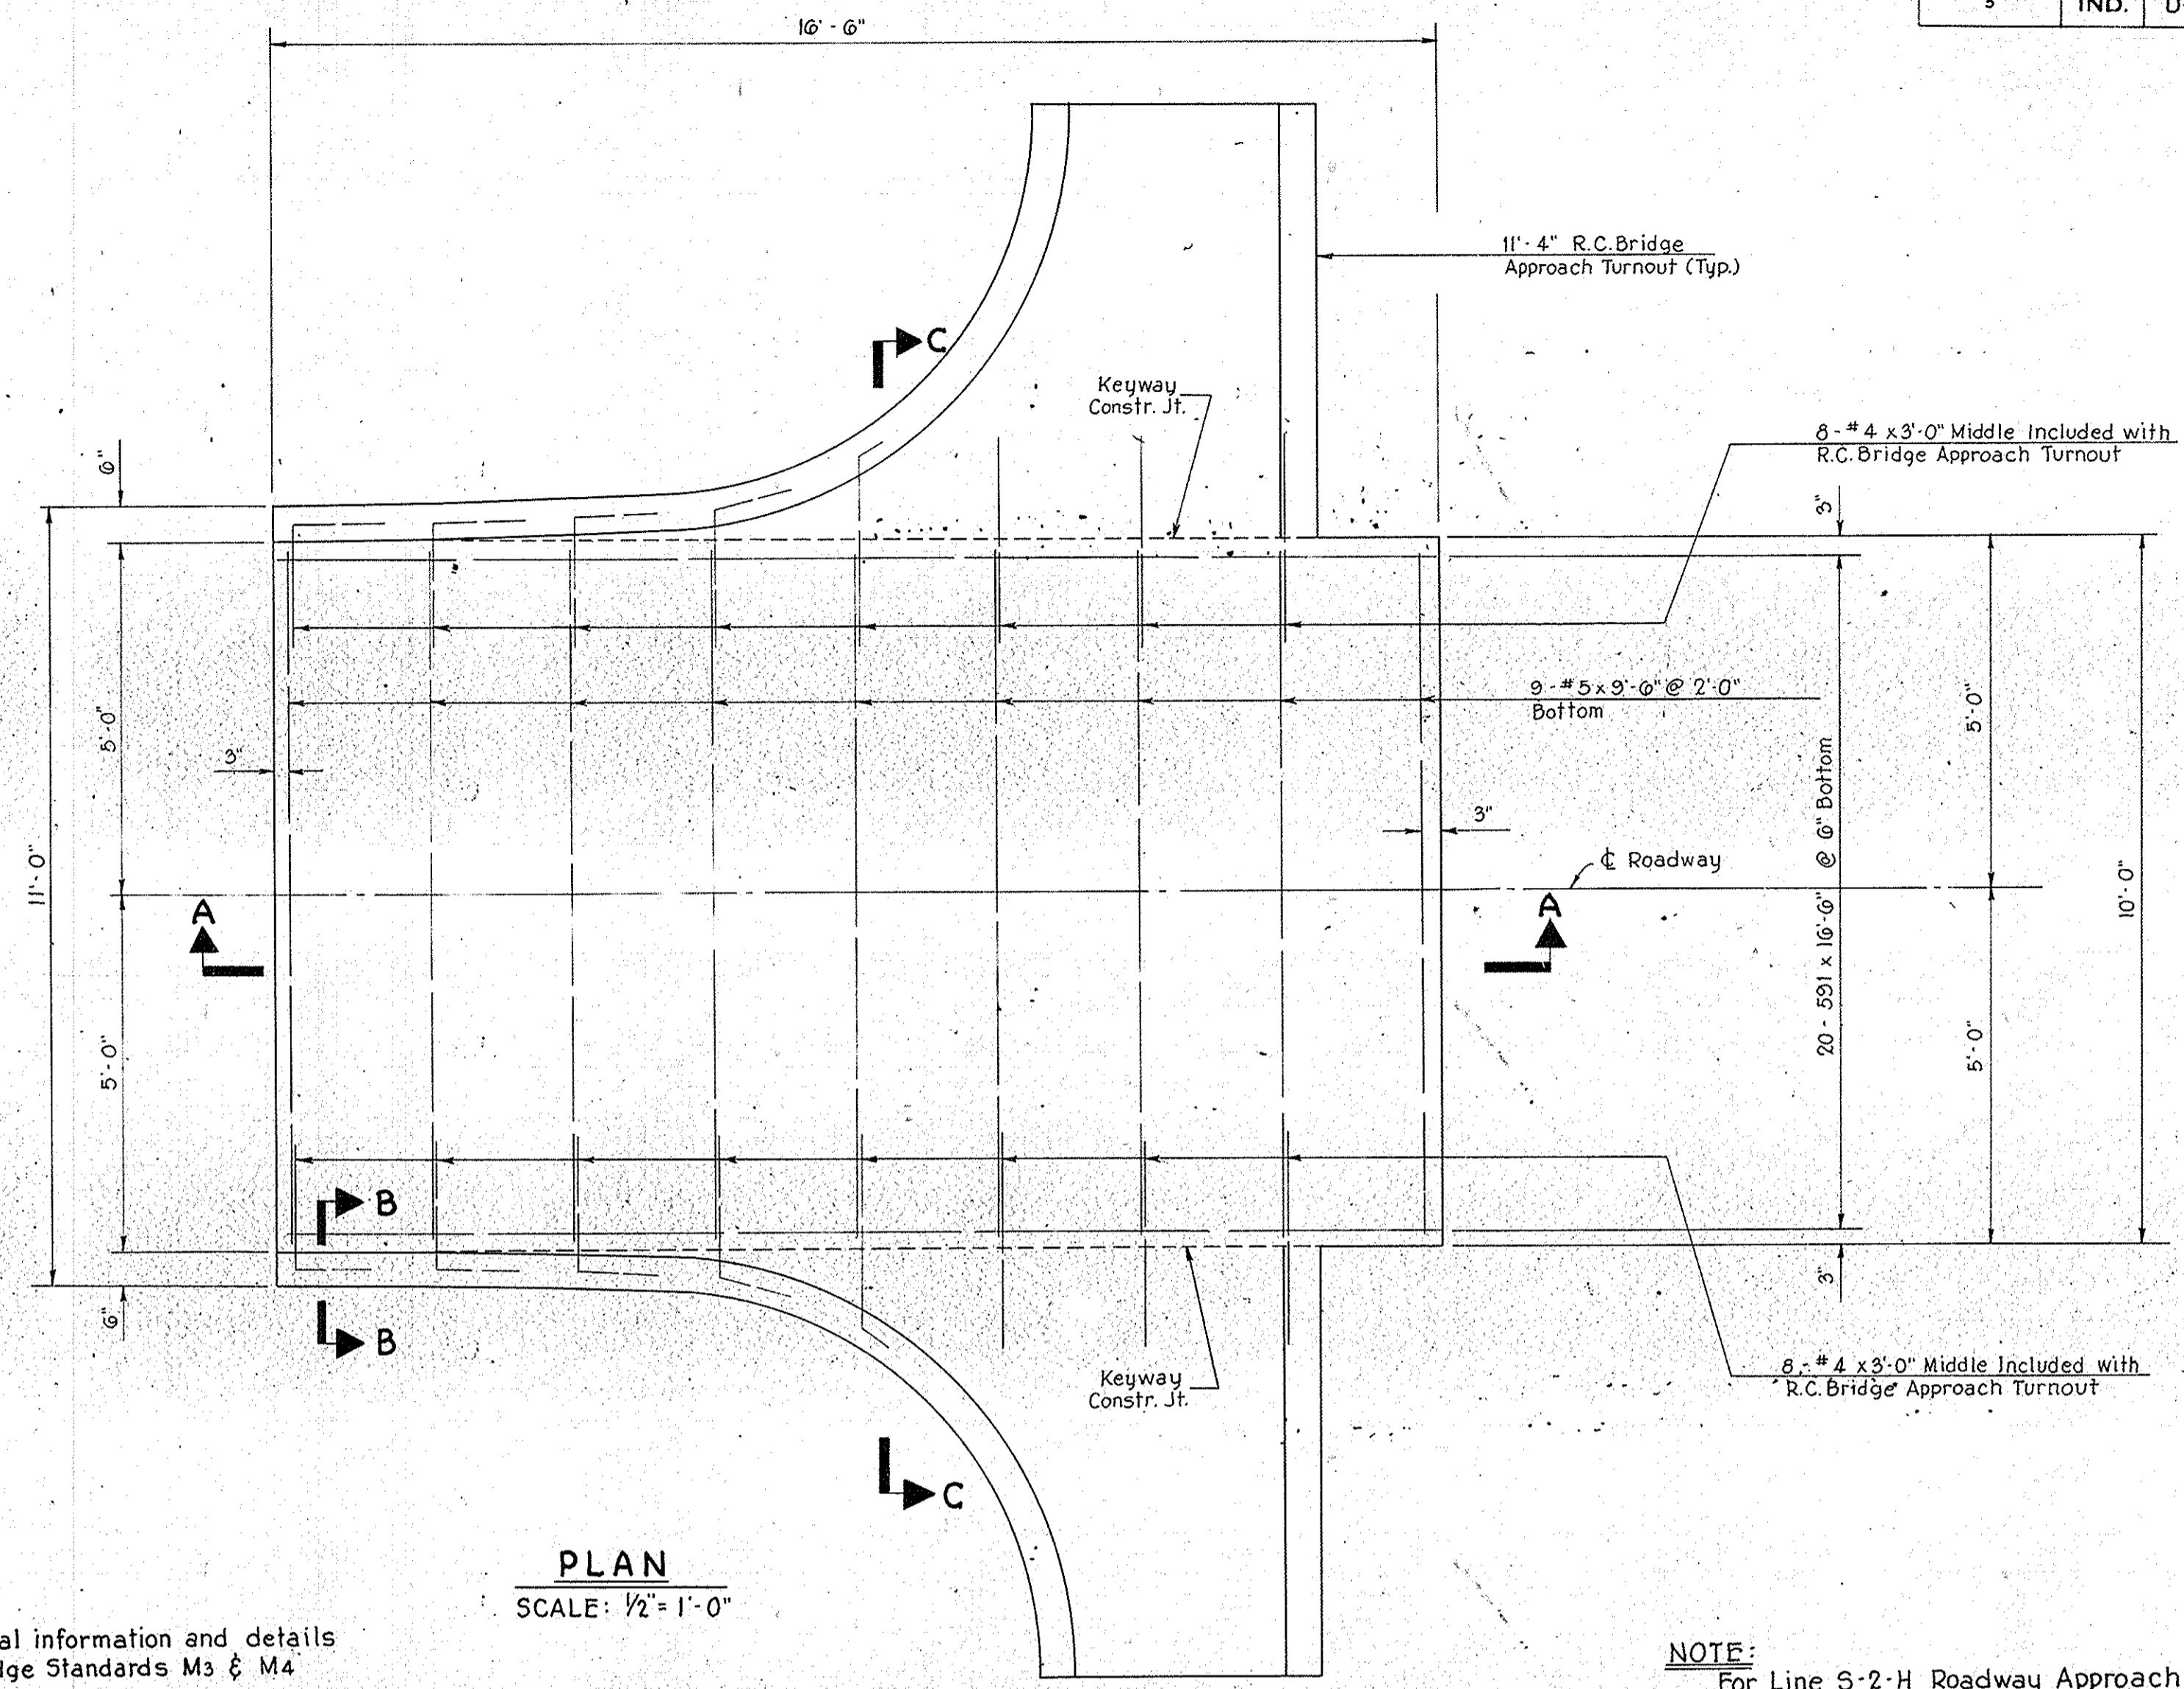 5 IND. U
16'-6"
11'-4" R.C. Bridge
Approach Turnout (Typ.)
C
Keyway
Constr. Jt.
8-#4 x 3'-0" Middle Included with
R.C. Bridge Approach Turnout
6"
3"
9-#5 x 9'-6" @ 2'-0"
Bottom
5'-0"
5'-0"
3"
3"
20 - 591 x 16'-6" @ 6" Bottom
11'-0"
10'-0"
℄ Roadway
A
A
5'-0"
5'-0"
B
B
6"
3"
Keyway
Constr. Jt.
8-#4 x 3'-0" Middle Included with
R.C. Bridge Approach Turnout
C
PLAN
SCALE: 1/2" = 1'-0"
al information and details
dge Standards M3 & M4
NOTE:
For Line S-2-H Roadway Approach